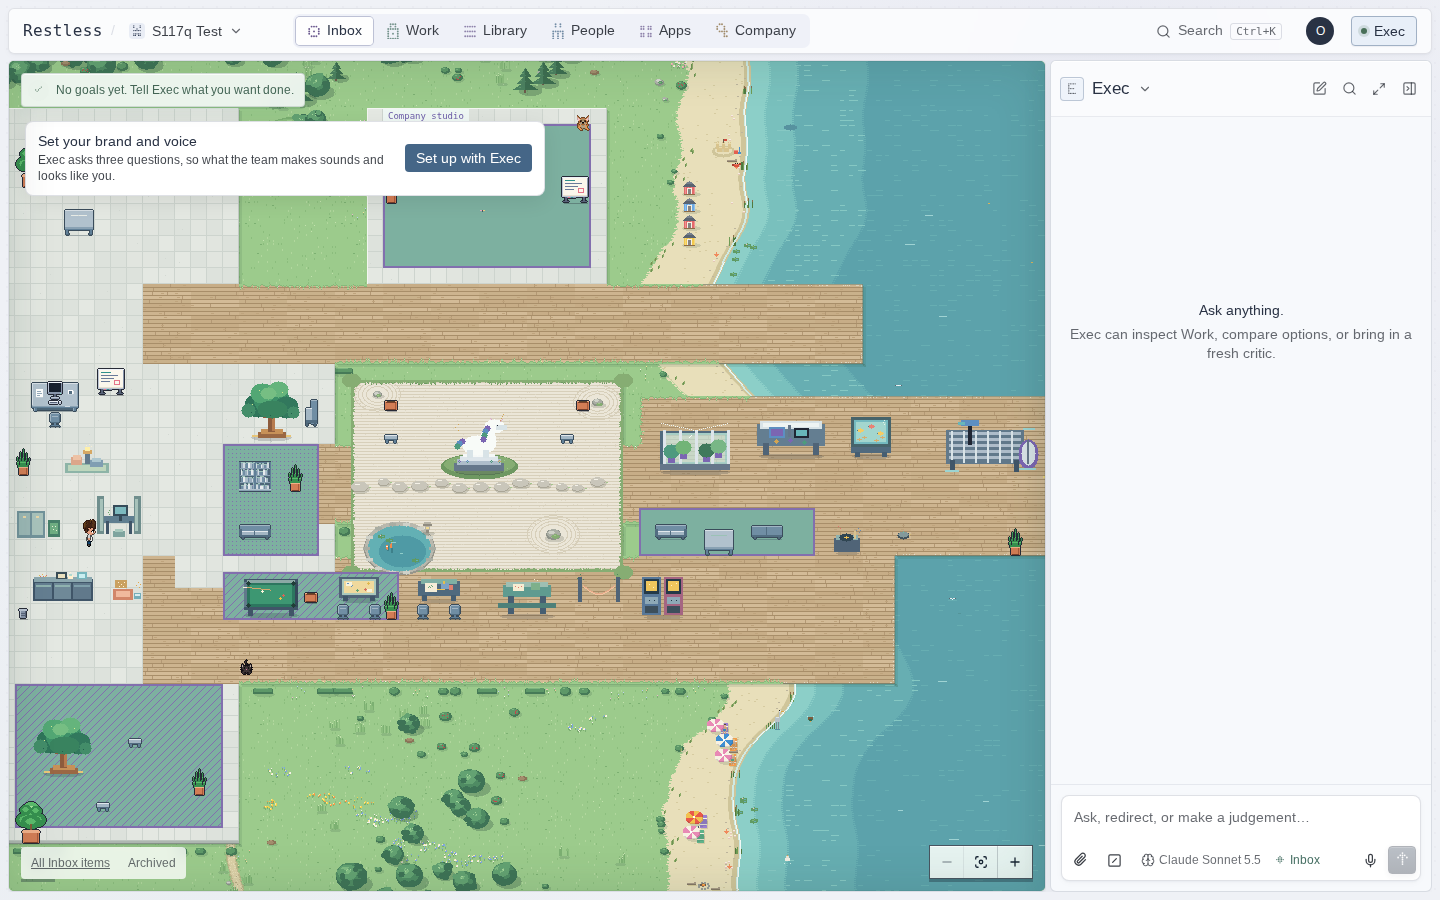 Restless / S117q Test
Inbox
Work
Library
People
Apps
Company
Search Ctrl+K
O
Exec
No goals yet. Tell Exec what you want done.
Company studio
Set your brand and voice
Exec asks three questions, so what the team makes sounds and
looks like you.
Set up with Exec
All Inbox items
Archived
E Exec
Ask anything.
Exec can inspect Work, compare options, or bring in a
fresh critic.
Ask, redirect, or make a judgement…
Claude Sonnet 5.5
Inbox